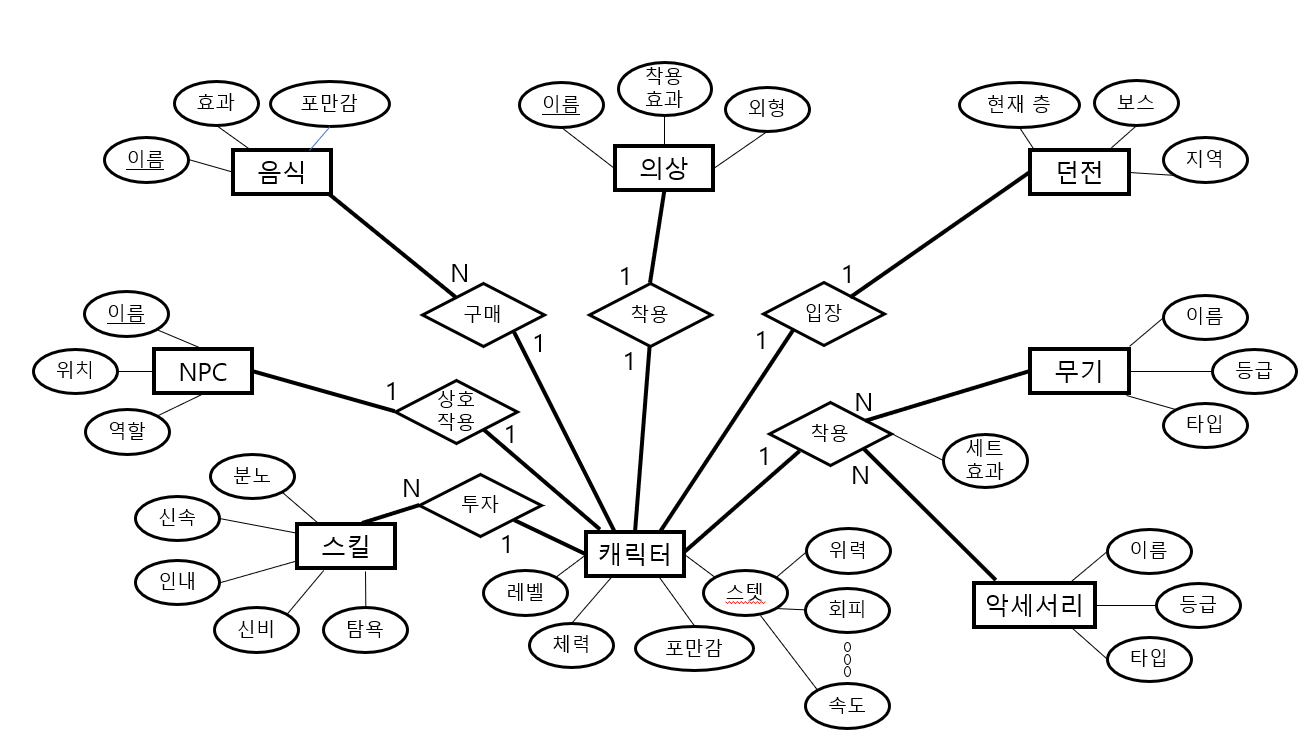 효과
포만감
이름
음식
이름
착용
효과
외형
의상
현재 층
보스
지역
던전
N
구매
1
1
착용
1
1
입장
1
이름
위치
NPC
역할
1
상호
작용
1
이름
등급
타입
무기
N
착용
1
N
세트
효과
분노
신속
인내
신비
탐욕
스킬
N
투자
1
캐릭터
레벨
체력
포만감
스텟
위력
회피
속도
악세서리
이름
등급
타입